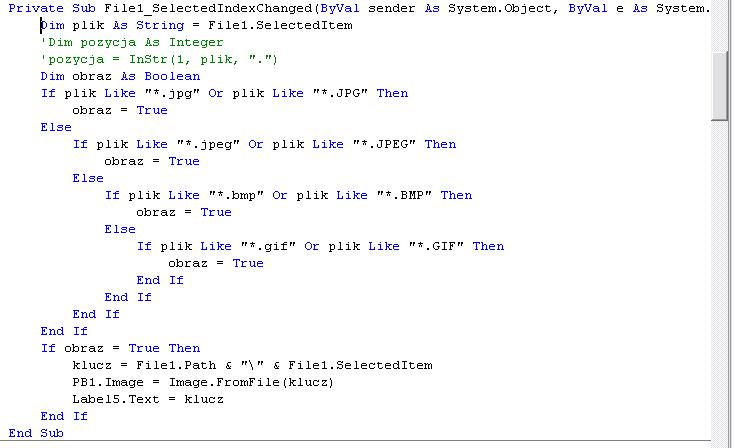 Private Sub File1_SelectedIndexChanged(ByVal sender As System.Object, ByVal e As System.
Dim plik As String = File1.SelectedItem
'Dim pozycja As Integer
'pozycja = InStr(1, plik, ".")
Dim obraz As Boolean
If plik Like "*.jpg" Or plik Like "*.JPG" Then
obraz = True
Else
If plik Like "*.jpeg" Or plik Like "*.JPEG" Then
obraz = True
Else
If plik Like "*.bmp" Or plik Like "*.BMP" Then
obraz = True
Else
If plik Like "*.gif" Or plik Like "*.GIF" Then
obraz = True
End If
End If
End If
End If
If obraz = True Then
klucz = File1.Path & "\" & File1.SelectedItem
PB1.Image = Image.FromFile(klucz)
Label5.Text = klucz
End If
End Sub